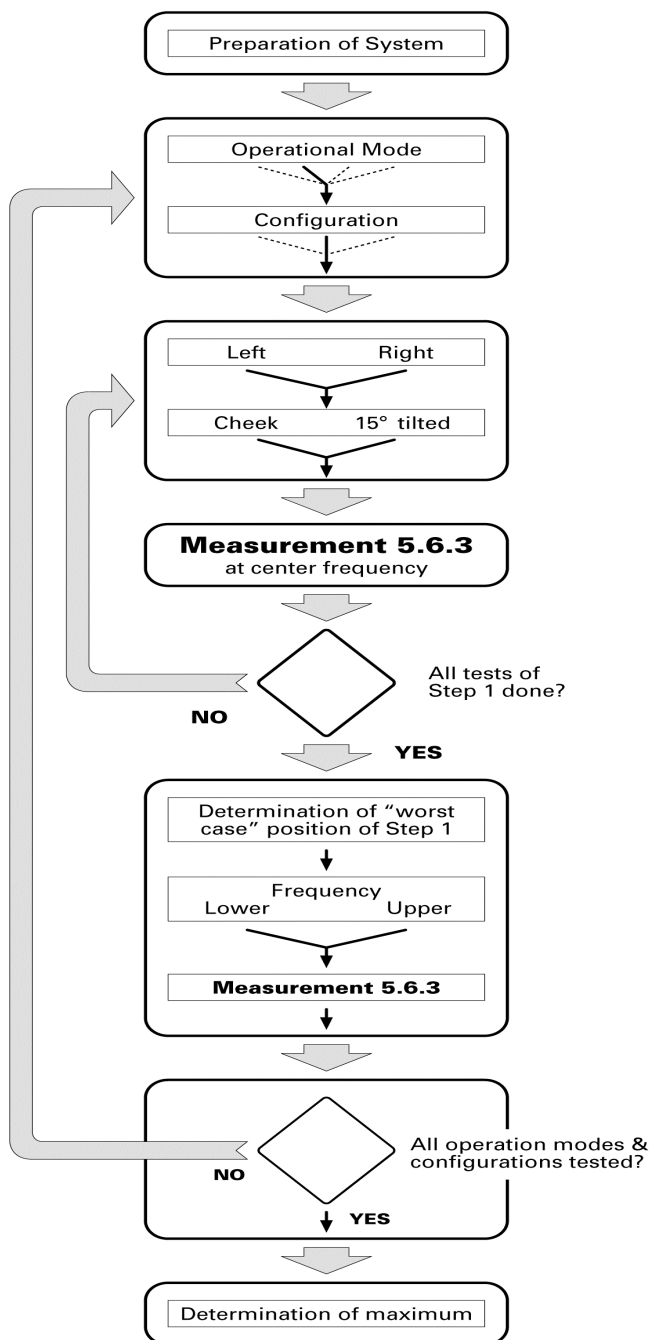 Preparation of System
Operational Mode
Configuration
Left Right
Cheek 15° tilted
Measurement 5.6.3
at center frequency
All tests of
Step 1 done?
NO
YES
Determination of “worst
case” position of Step 1
Frequency
Lower Upper
Measurement 5.6.3
All operation modes &
configurations tested?
NO
YES
Determination of maximum